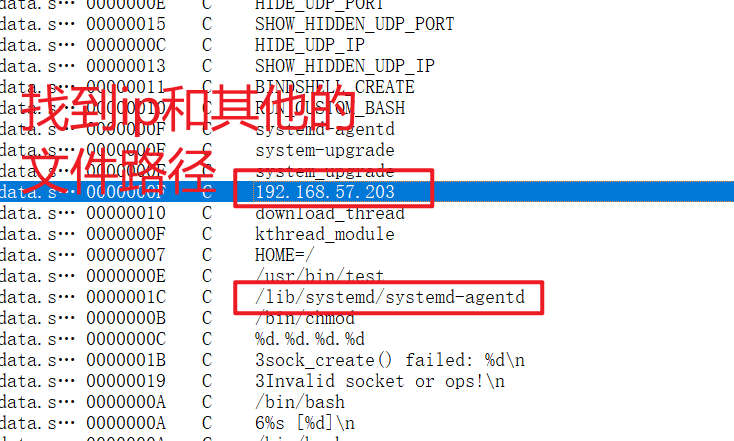 data.s… 0000000E C HIDE_UDP_PORT
data.s… 00000015 C SHOW_HIDDEN_UDP_PORT
data.s… 0000000C C HIDE_UDP_IP
data.s… 00000013 C SHOW_HIDDEN_UDP_IP
data.s… 00000011 C BINDSHELL_CREATE
data.s… 00000010 C RUN_CUSTOM_BASH
data.s… 0000000F C systemd-agentd
data.s… 0000000F C system-upgrade
data.s… 0000000F C system_upgrade
data.s… 0000000F C 192.168.57.203
data.s… 00000010 C download_thread
data.s… 0000000F C kthread_module
data.s… 00000007 C HOME=/
data.s… 0000000E C /usr/bin/test
data.s… 0000001C C /lib/systemd/systemd-agentd
data.s… 0000000B C /bin/chmod
data.s… 0000000C C %d.%d.%d.%d
data.s… 0000001B C 3sock_create() failed: %d\n
data.s… 00000019 C 3Invalid socket or ops!\n
data.s… 0000000A C /bin/bash
data.s… 0000000A C 6%s [%d]\n
找到ip和其他的
文件路径